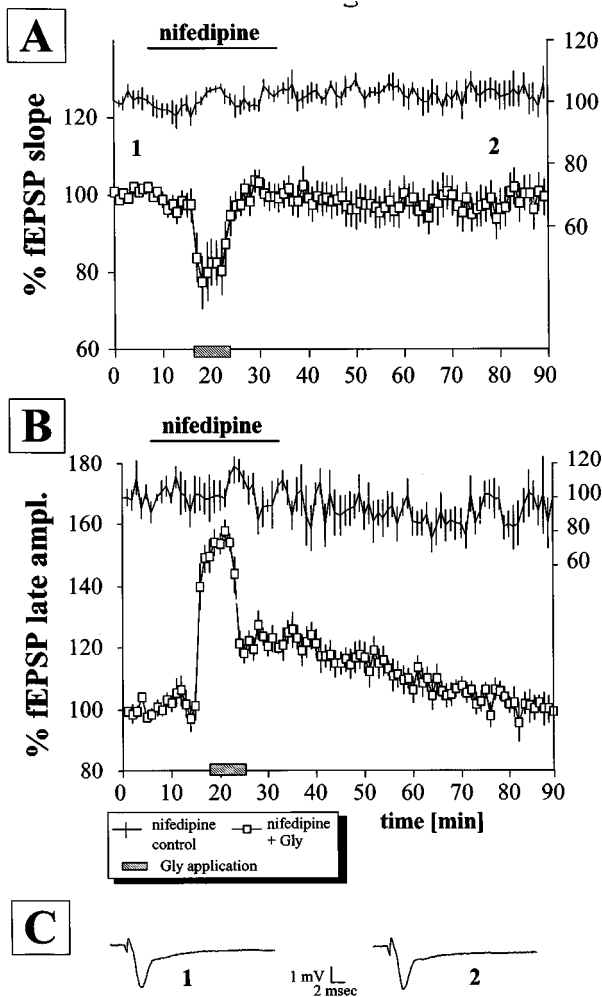 A
nifedipine
120
100
80
60
120
100
80
60
% fEPSP slope
1
2
0 10 20 30 40 50 60 70 80 90
B
nifedipine
180
160
140
120
100
80
120
100
80
60
% fEPSP late ampl.
0 10 20 30 40 50 60 70 80 90
time [min]
nifedipine control
nifedipine + Gly
Gly application
C
1
1 mV
2 msec
2